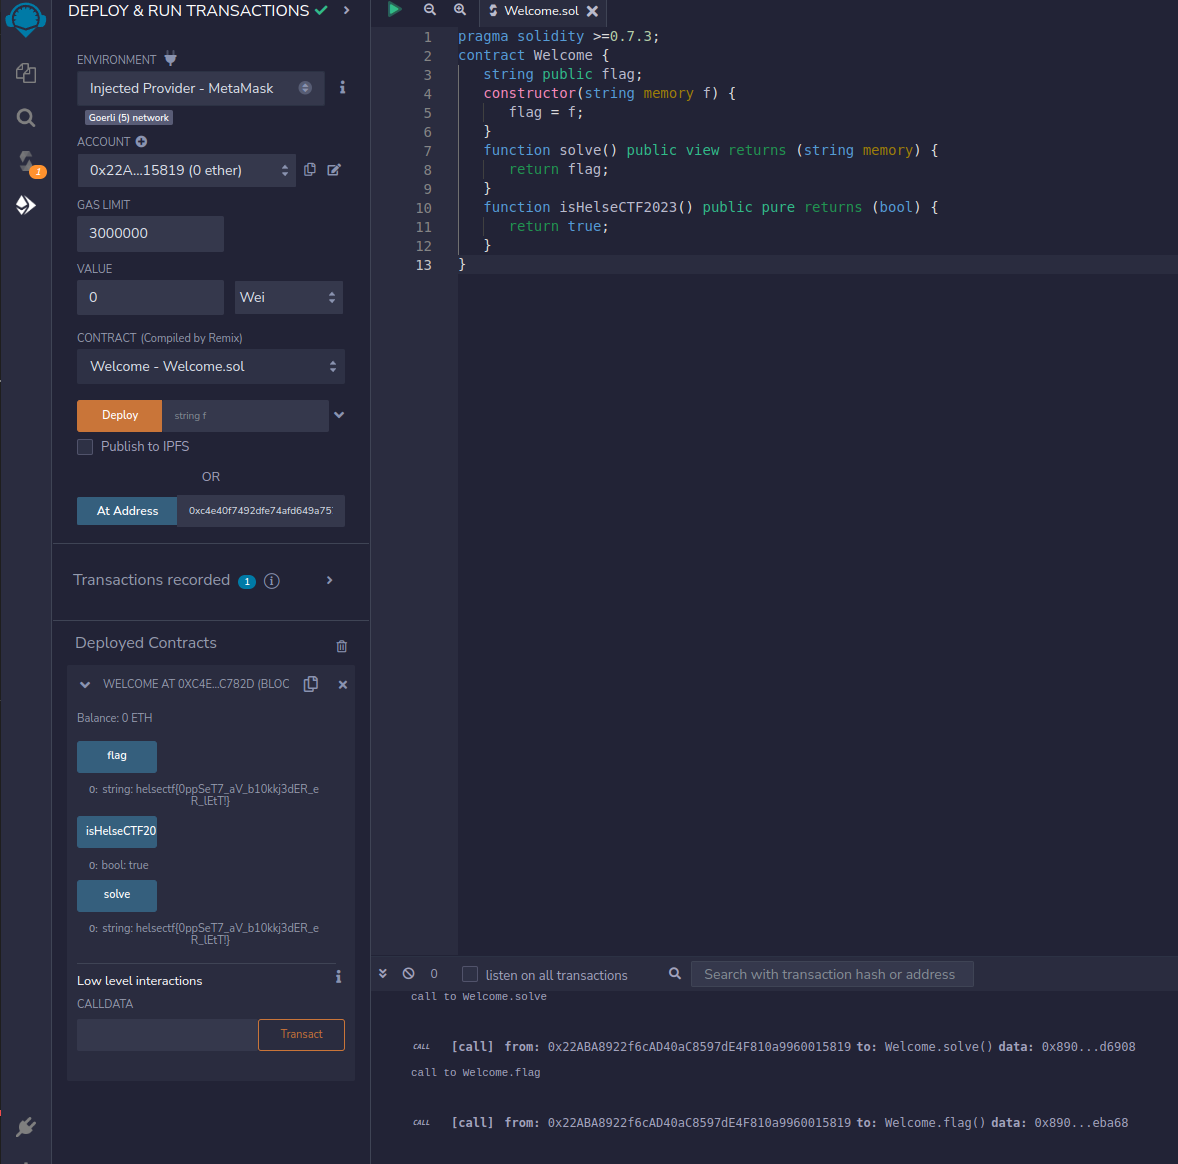 DEPLOY & RUN TRANSACTIONS
ENVIRONMENT
Injected Provider - MetaMask
Goerli (5) network
ACCOUNT
0x22A...15819 (0 ether)
1
GAS LIMIT
3000000
VALUE
0
Wei
CONTRACT (Compiled by Remix)
Welcome - Welcome.sol
Deploy
string f
Publish to IPFS
OR
At Address
0xc4e40f7492dfe74afd649a75
Transactions recorded 1
Deployed Contracts
WELCOME AT 0XC4E...C782D (BLOC
Balance: 0 ETH
flag
0: string: helsectf{0ppSeT7_aV_b10kkj3dER_e
R_lEtT!}
isHelseCTF20
0: bool: true
solve
0: string: helsectf{0ppSeT7_aV_b10kkj3dER_e
R_lEtT!}
Low level interactions
CALLDATA
Transact
Welcome.sol
1 pragma solidity >=0.7.3;
2 contract Welcome {
3 string public flag;
4 constructor(string memory f) {
5 flag = f;
6 }
7 function solve() public view returns (string memory) {
8 return flag;
9 }
10 function isHelseCTF2023() public pure returns (bool) {
11 return true;
12 }
13 }
0
listen on all transactions
Search with transaction hash or address
call to Welcome.solve
CALL [call] from: 0x22ABA8922f6cAD40aC8597dE4F810a9960015819 to: Welcome.solve() data: 0x890...d6908
call to Welcome.flag
CALL [call] from: 0x22ABA8922f6cAD40aC8597dE4F810a9960015819 to: Welcome.flag() data: 0x890...eba68